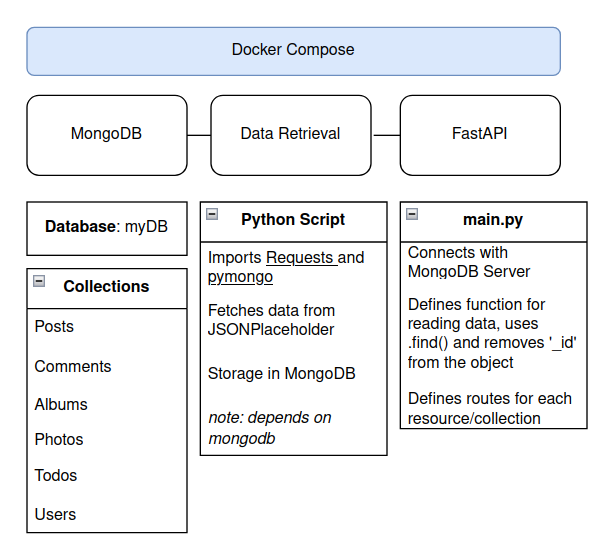 Docker Compose
MongoDB
Data Retrieval
FastAPI
Database: myDB
Collections
Posts
Comments
Albums
Photos
Todos
Users
Python Script
Imports Requests and
pymongo
Fetches data from
JSONPlaceholder
Storage in MongoDB
note: depends on
mongodb
main.py
Connects with
MongoDB Server
Defines function for
reading data, uses
.find() and removes '_id'
from the object
Defines routes for each
resource/collection